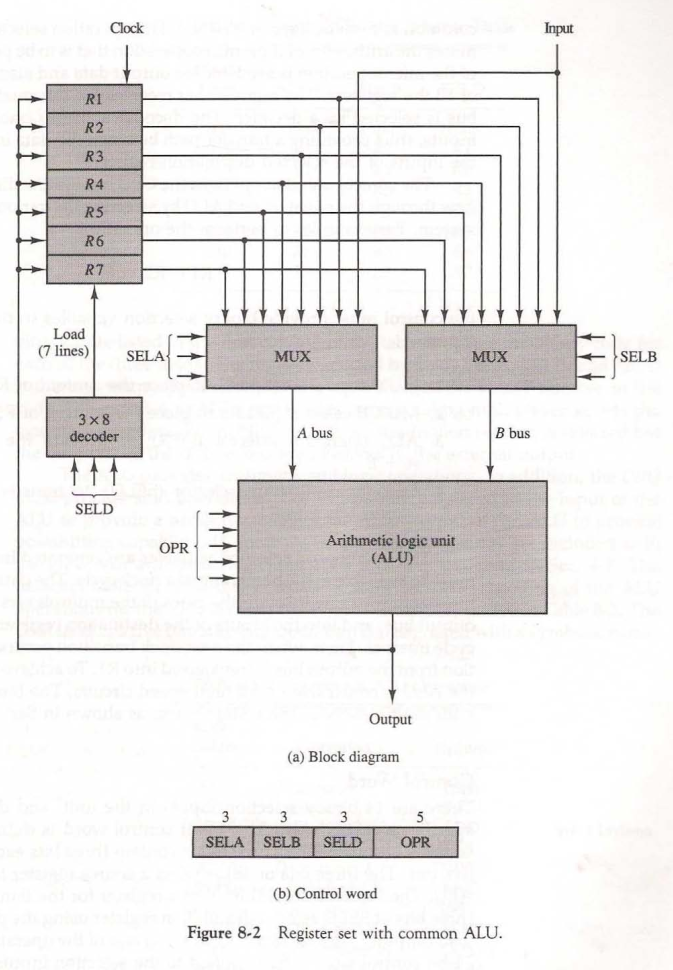 Clock
Input
R1
R2
R3
R4
R5
R6
R7
Load
(7 lines)
SELA
MUX
MUX
SELB
3 × 8
decoder
A bus
B bus
SELD
OPR
Arithmetic logic unit
(ALU)
Output
(a) Block diagram
3 3 3 5
SELA SELB SELD OPR
(b) Control word
Figure 8-2 Register set with common ALU.